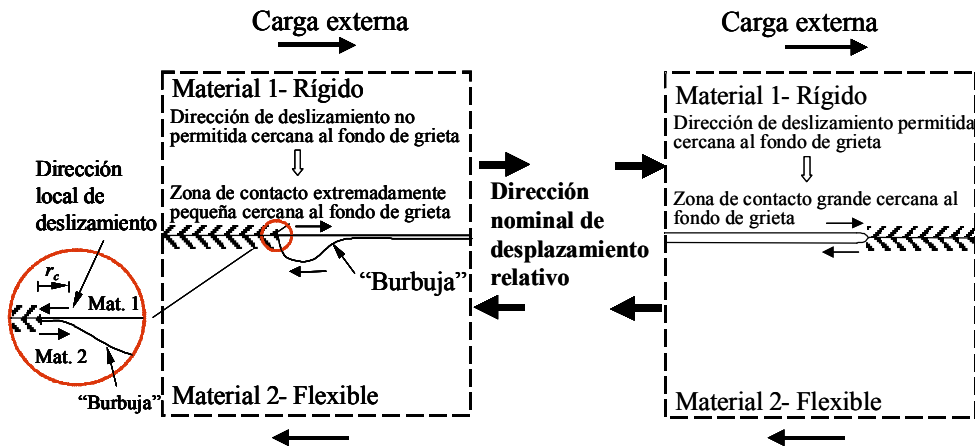 Carga externa
Material 1- Rígido
Dirección de deslizamiento no
permitida cercana al fondo de grieta
Zona de contacto extremadamente
pequeña cercana al fondo de grieta
Dirección
local de
deslizamiento
r_c
Mat. 1
Mat. 2
“Burbuja”
“Burbuja”
Material 2- Flexible
Dirección
nominal de
desplazamiento
relativo
Carga externa
Material 1- Rígido
Dirección de deslizamiento permitida
cercana al fondo de grieta
Zona de contacto grande cercana al
fondo de grieta
Material 2- Flexible